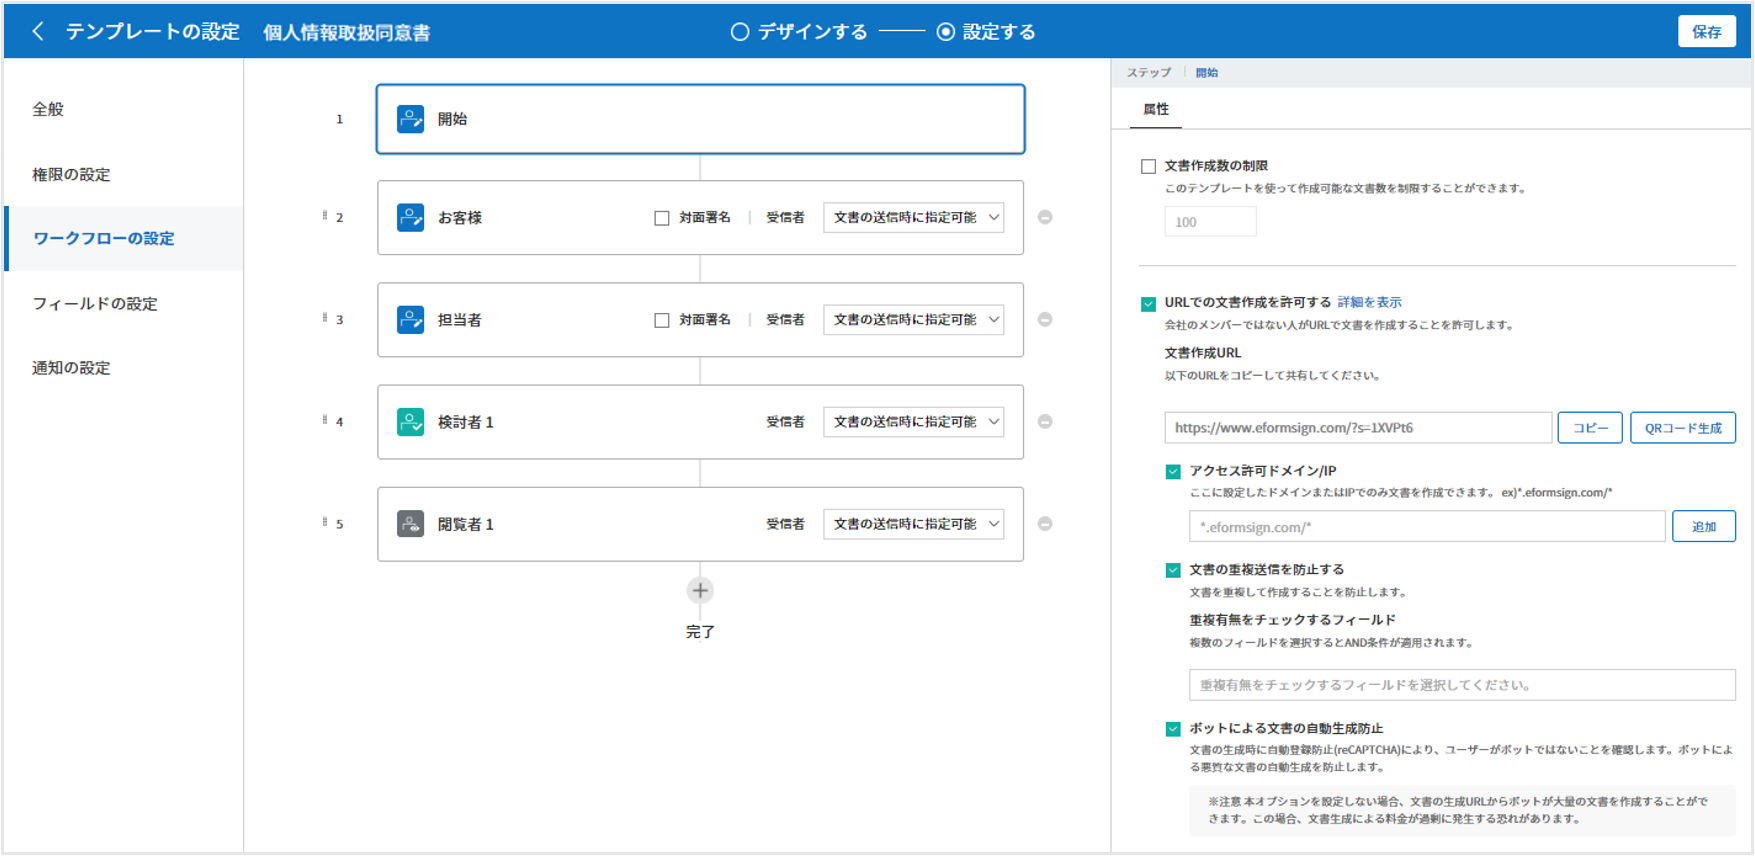 テンプレートの設定 個人情報取扱同意書 デザインする 設定する 保存
全般
権限の設定
ワークフローの設定
フィールドの設定
通知の設定
1 開始
2 お客様 対面署名 受信者 文書の送信時に指定可能
3 担当者 対面署名 受信者 文書の送信時に指定可能
4 検討者 1 受信者 文書の送信時に指定可能
5 閲覧者 1 受信者 文書の送信時に指定可能
完了
ステップ 開始
属性
文書作成数の制限
このテンプレートを使って作成可能な文書数を制限することができます。
100
URLでの文書作成を許可する 詳細を表示
会社のメンバーではない人がURLで文書を作成することを許可します。
文書作成URL
以下のURLをコピーして共有してください。
https://www.eformsign.com/?s=1XVPt6 コピー QRコード生成
アクセス許可ドメイン/IP
ここに設定したドメインまたはIPでのみ文書を作成できます。 ex)*.eformsign.com/*
*.eformsign.com/* 追加
文書の重複送信を防止する
文書を重複して作成することを防止します。
重複有無をチェックするフィールド
複数のフィールドを選択するとAND条件が適用されます。
重複有無をチェックするフィールドを選択してください。
ボットによる文書の自動生成防止
文書の生成時に自動登録防止(reCAPTCHA)により、ユーザーがボットではないことを確認します。ボットによ
る悪質な文書の自動生成を防止します。
※注意 本オプションを設定しない場合、文書の生成URLからボットが大量の文書を作成することがで
きます。この場合、文書生成による料金が過剰に発生する恐れがあります。